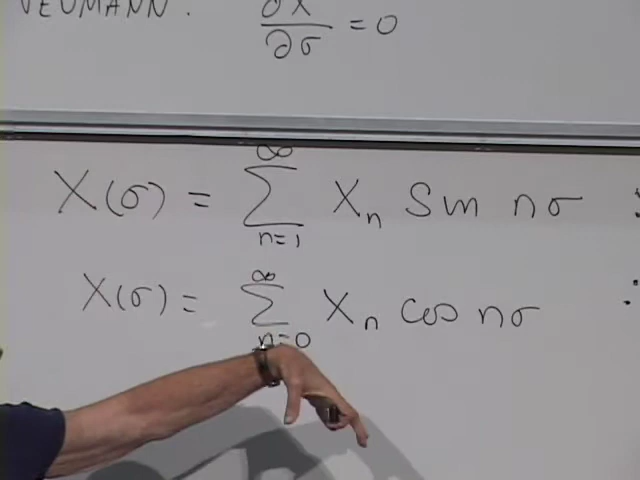 NEUMANN. ∂X/∂σ = 0
X(σ) = ∑_{n=1}^{∞} X_n Sin nσ :
X(σ) = ∑_{n=0}^{∞} X_n cos nσ :